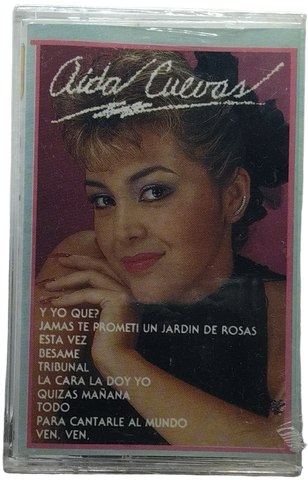 Aida Cuevas
Y YO QUE?
JAMAS TE PROMETI UN JARDIN DE ROSAS
ESTA VEZ
BESAME
TRIBUNAL
LA CARA LA DOY YO
QUIZAS MAÑANA
TODO
PARA CANTARLE AL MUNDO
VEN, VEN.